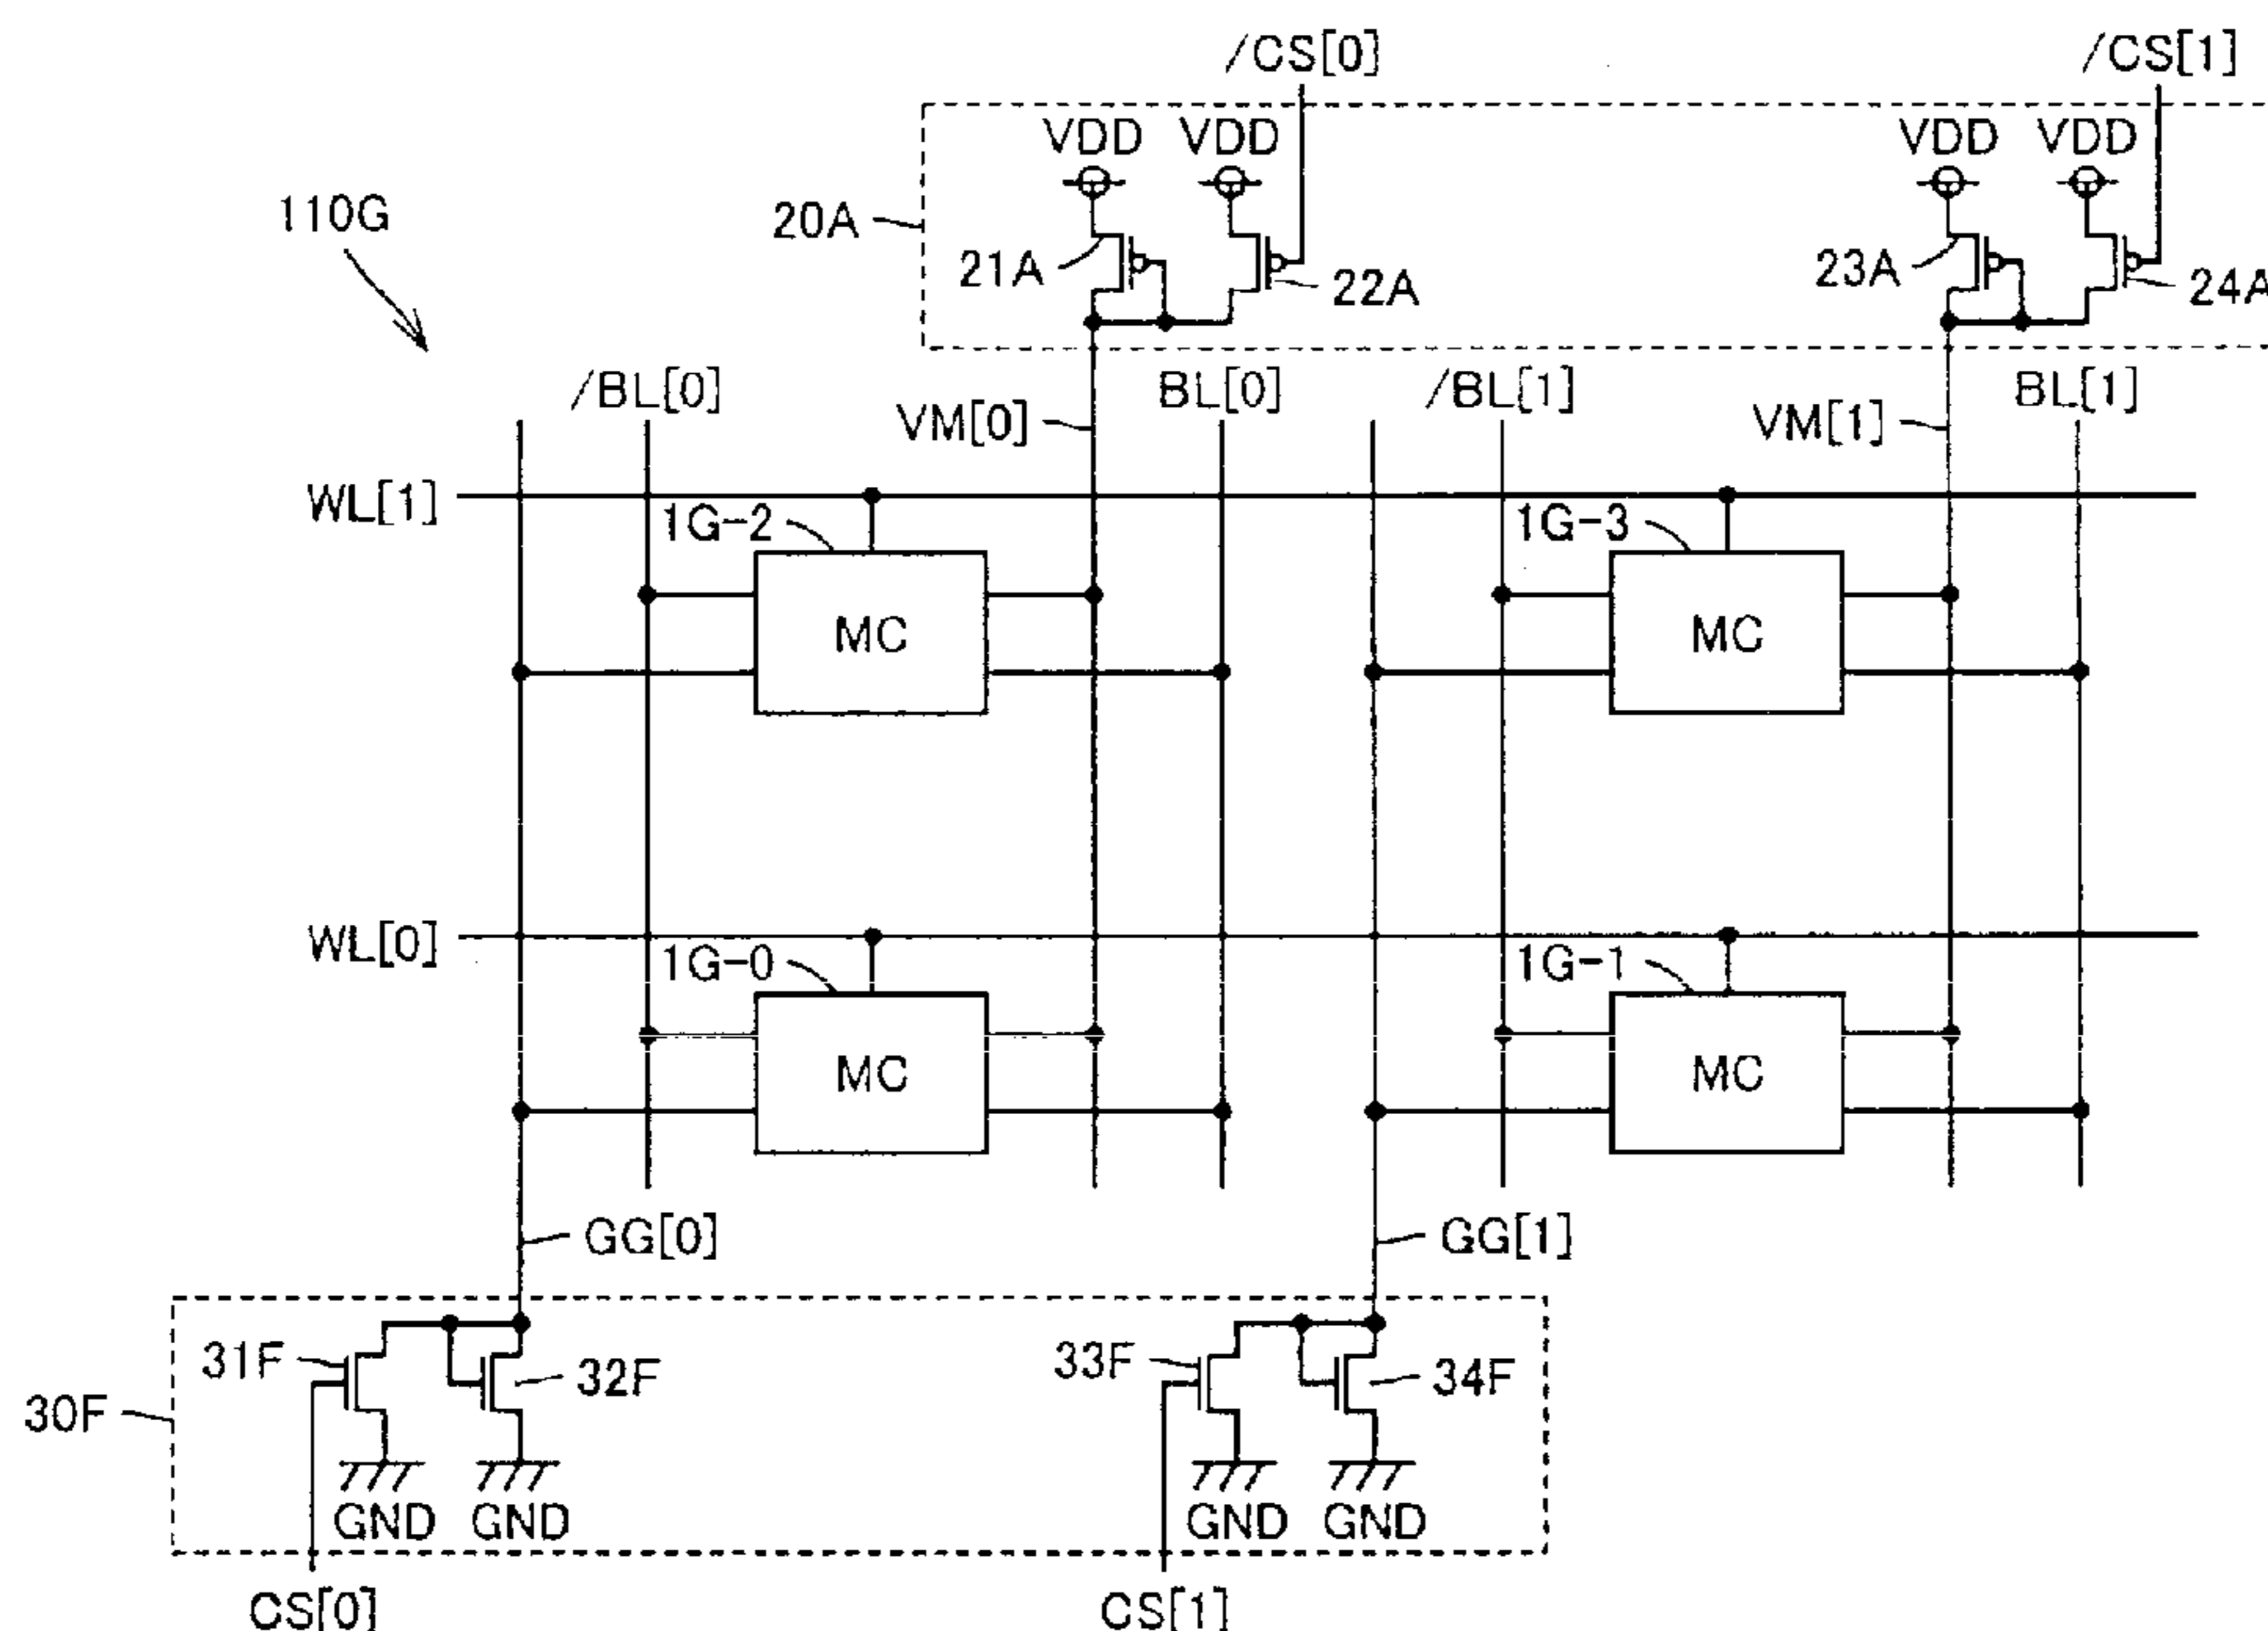 /CS[0] /CS[1]
VDD VDD VDD VDD
110G 20A
21A 22A 23A 24A
/BL[0] BL[0] /BL[1] BL[1]
VM[0] VM[1]
WL[1] 1G-2 1G-3
MC MC
WL[0] 1G-0 1G-1
MC MC
GG[0] GG[1]
31F 32F 33F 34F
30F
GND GND GND GND
CS[0] CS[1]